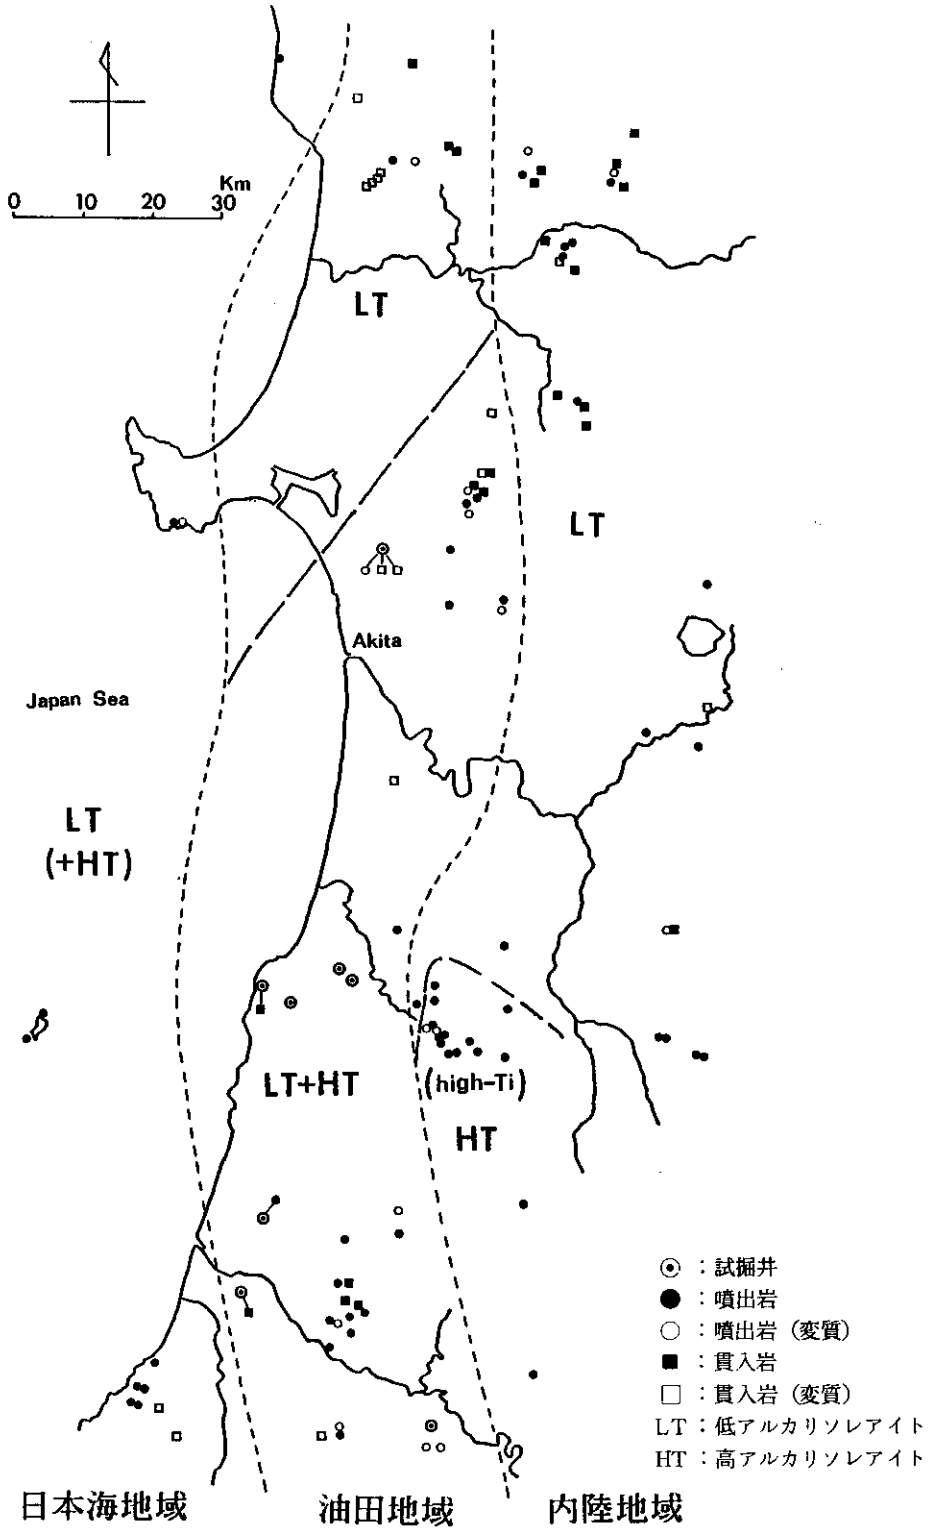 Km
0 10 20 30
LT
LT
Akita
Japan Sea
LT
(+HT)
LT+HT
(high-Ti)
HT
◎：試掘井
●：噴出岩
○：噴出岩（変質）
■：貫入岩
□：貫入岩（変質）
LT：低アルカリソレアイト
HT：高アルカリソレアイト
日本海地域 油田地域 内陸地域